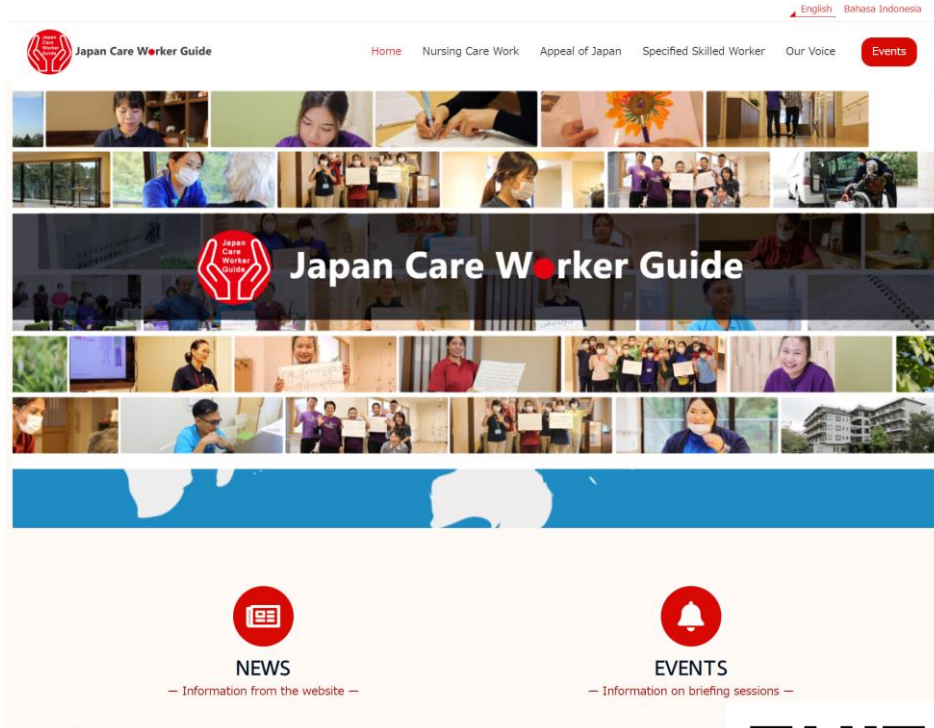 English Bahasa Indonesia
Japan
Care
Worker
Guide
Japan Care Worker Guide
Home Nursing Care Work Appeal of Japan Specified Skilled Worker Our Voice Events
Japan
Care
Worker
Guide
Japan Care Worker Guide
NEWS
— Information from the website —
EVENTS
— Information on briefing sessions —